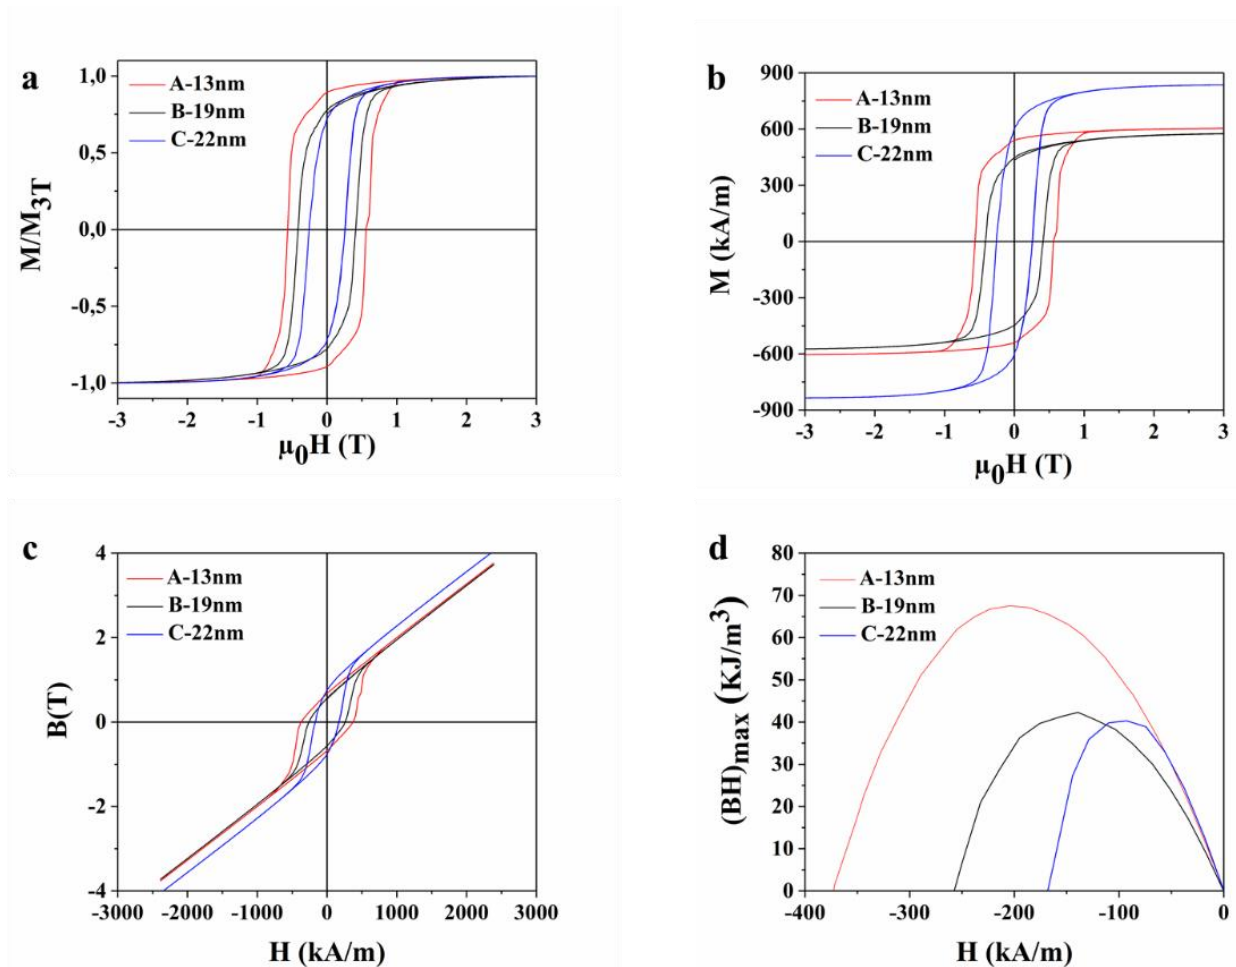 a
A-13nm
B-19nm
C-22nm
1,0
0,5
0,0
-0,5
-1,0
M/M3T
-3 -2 -1 0 1 2 3
μ0H (T)
b
A-13nm
B-19nm
C-22nm
900
600
300
0
-300
-600
-900
M (kA/m)
-3 -2 -1 0 1 2 3
μ0H (T)
c
A-13nm
B-19nm
C-22nm
4
2
0
-2
-4
B(T)
-3000 -2000 -1000 0 1000 2000 3000
H (kA/m)
d
A-13nm
B-19nm
C-22nm
80
70
60
50
40
30
20
10
0
(BH)max (KJ/m³)
-400 -300 -200 -100 0
H (kA/m)